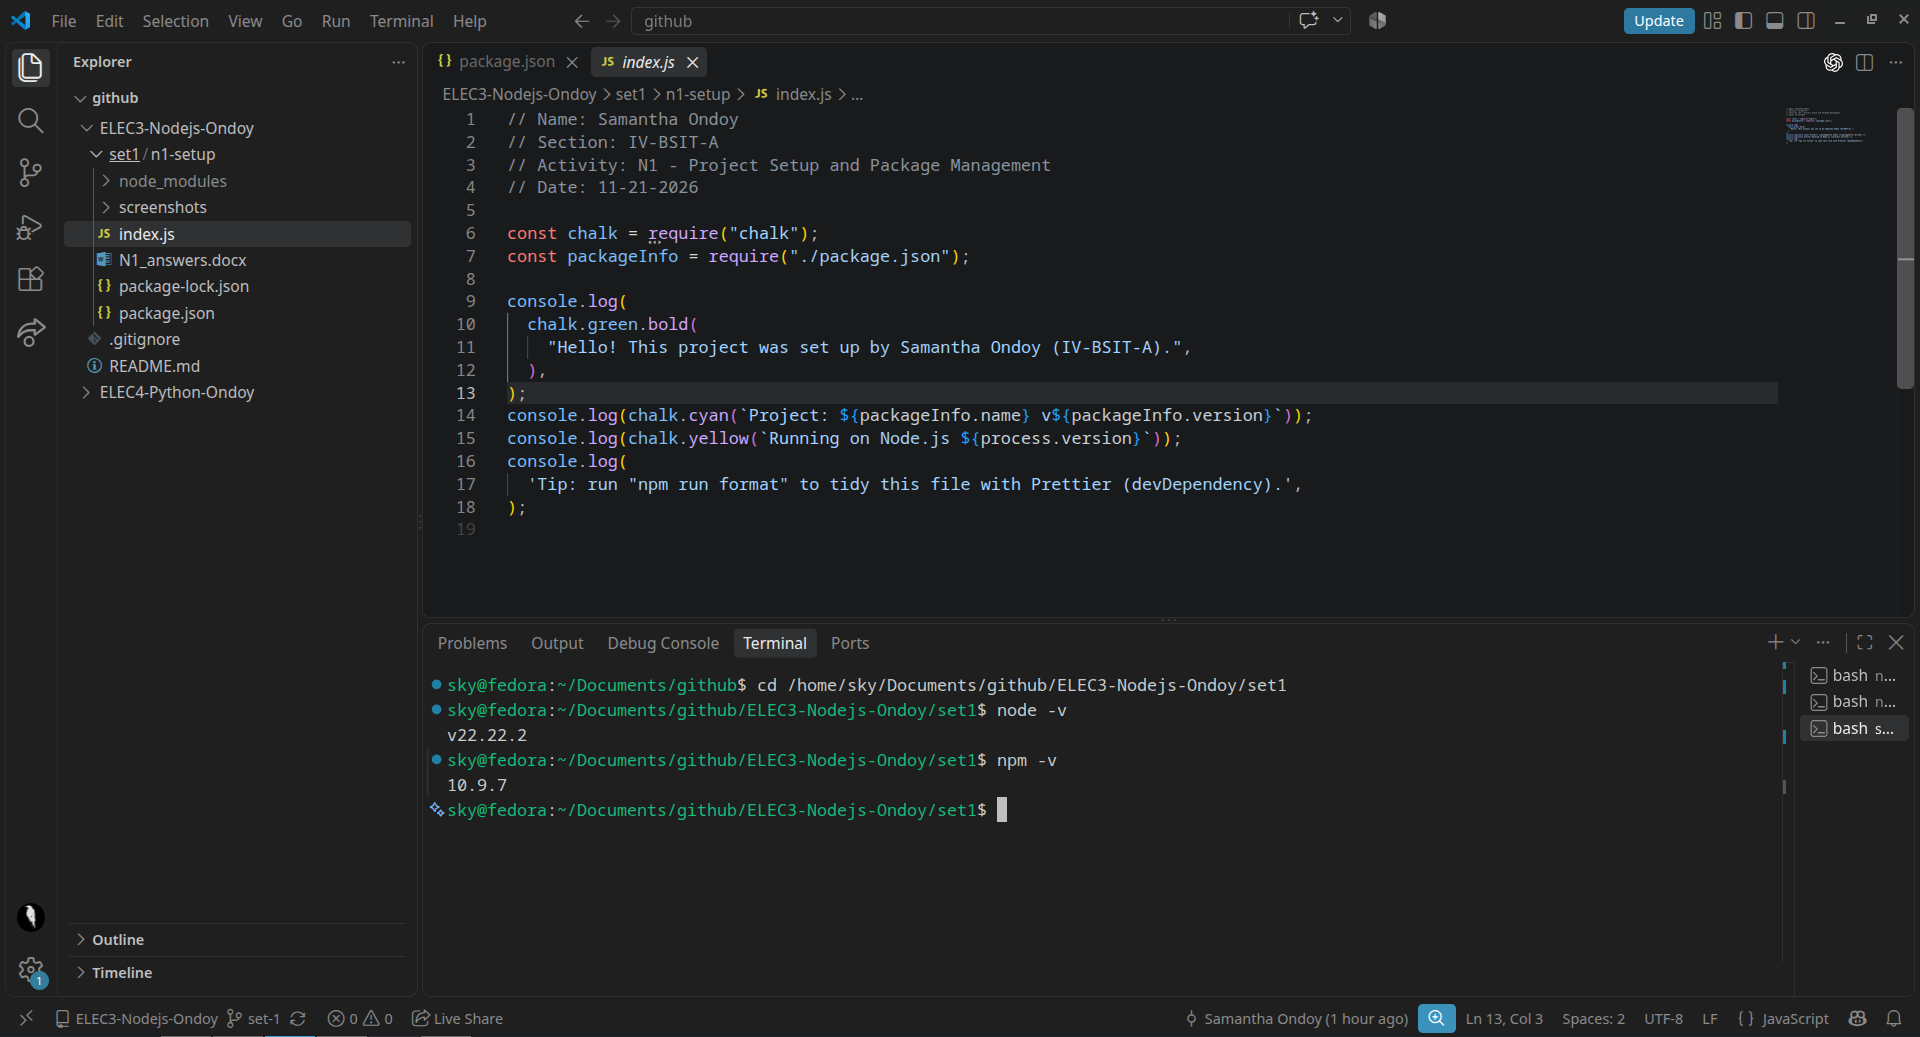 File Edit Selection View Go Run Terminal Help
github
Update
Explorer
github
ELEC3-Nodejs-Ondoy
set1 / n1-setup
node_modules
screenshots
JS index.js
N1_answers.docx
{} package-lock.json
{} package.json
.gitignore
README.md
ELEC4-Python-Ondoy
Outline
Timeline
{} package.json
JS index.js
ELEC3-Nodejs-Ondoy > set1 > n1-setup > JS index.js > ...
1 // Name: Samantha Ondoy
2 // Section: IV-BSIT-A
3 // Activity: N1 - Project Setup and Package Management
4 // Date: 11-21-2026
5
6 const chalk = require("chalk");
7 const packageInfo = require("./package.json");
8
9 console.log(
10 chalk.green.bold(
11 "Hello! This project was set up by Samantha Ondoy (IV-BSIT-A).",
12 ),
13 );
14 console.log(chalk.cyan(`Project: ${packageInfo.name} v${packageInfo.version}`));
15 console.log(chalk.yellow(`Running on Node.js ${process.version}`));
16 console.log(
17 'Tip: run "npm run format" to tidy this file with Prettier (devDependency).',
18 );
19
Problems Output Debug Console Terminal Ports
sky@fedora:~/Documents/github$ cd /home/sky/Documents/github/ELEC3-Nodejs-Ondoy/set1
sky@fedora:~/Documents/github/ELEC3-Nodejs-Ondoy/set1$ node -v
v22.22.2
sky@fedora:~/Documents/github/ELEC3-Nodejs-Ondoy/set1$ npm -v
10.9.7
sky@fedora:~/Documents/github/ELEC3-Nodejs-Ondoy/set1$
bash n...
bash n...
bash s...
1
ELEC3-Nodejs-Ondoy set-1 0 0 Live Share
Samantha Ondoy (1 hour ago) Ln 13, Col 3 Spaces: 2 UTF-8 LF {} JavaScript